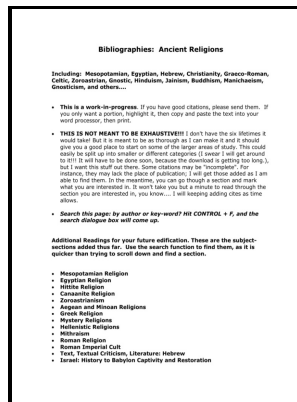 Bibliographies: Ancient Religions
Including: Mesopotamian, Egyptian, Hebrew, Christianity, Graeco-Roman,
Celtic, Zoroastrian, Gnostic, Hinduism, Jainism, Buddhism, Manichaeism,
Gnosticism, and others....
• This is a work-in-progress. If you have good citations, please send them. If
you only want a portion, highlight it, then copy and paste the text into your
word processor, then print.
• THIS IS NOT MEANT TO BE EXHAUSTIVE!!! I don't have the six lifetimes it
would take! But it is meant to be as thorough as I can make it and it should
give you a good place to start on some of the larger areas of study. This could
easily be split up into smaller or different categories (I swear I will get around
to it!!! It will have to be done soon, because the download is getting too long.),
but I want this stuff out there. Some citations may be "incomplete". For
instance, they may lack the place of publication; I will get those added as I am
able to find them. In the meantime, you can go though a section and mark
what you are interested in. It won't take you but a minute to read through the
section you are interested in, you know.... I will keeping adding cites as time
allows.
• Search this page: by author or key-word? Hit CONTROL + F, and the
search dialogue box will come up.
Additional Readings for your future edification. These are the subject-
sections added thus far. Use the search function to find them, as it is
quicker than trying to scroll down and find a section.
• Mesopotamian Religion
• Egyptian Religion
• Hittite Religion
• Canaanite Religion
• Zoroastrianism
• Aegean and Minoan Religions
• Greek Religion
• Mystery Religions
• Hellenistic Religions
• Mithraism
• Roman Religion
• Roman Imperial Cult
• Text, Textual Criticism, Literature: Hebrew
• Israel: History to Babylon Captivity and Restoration